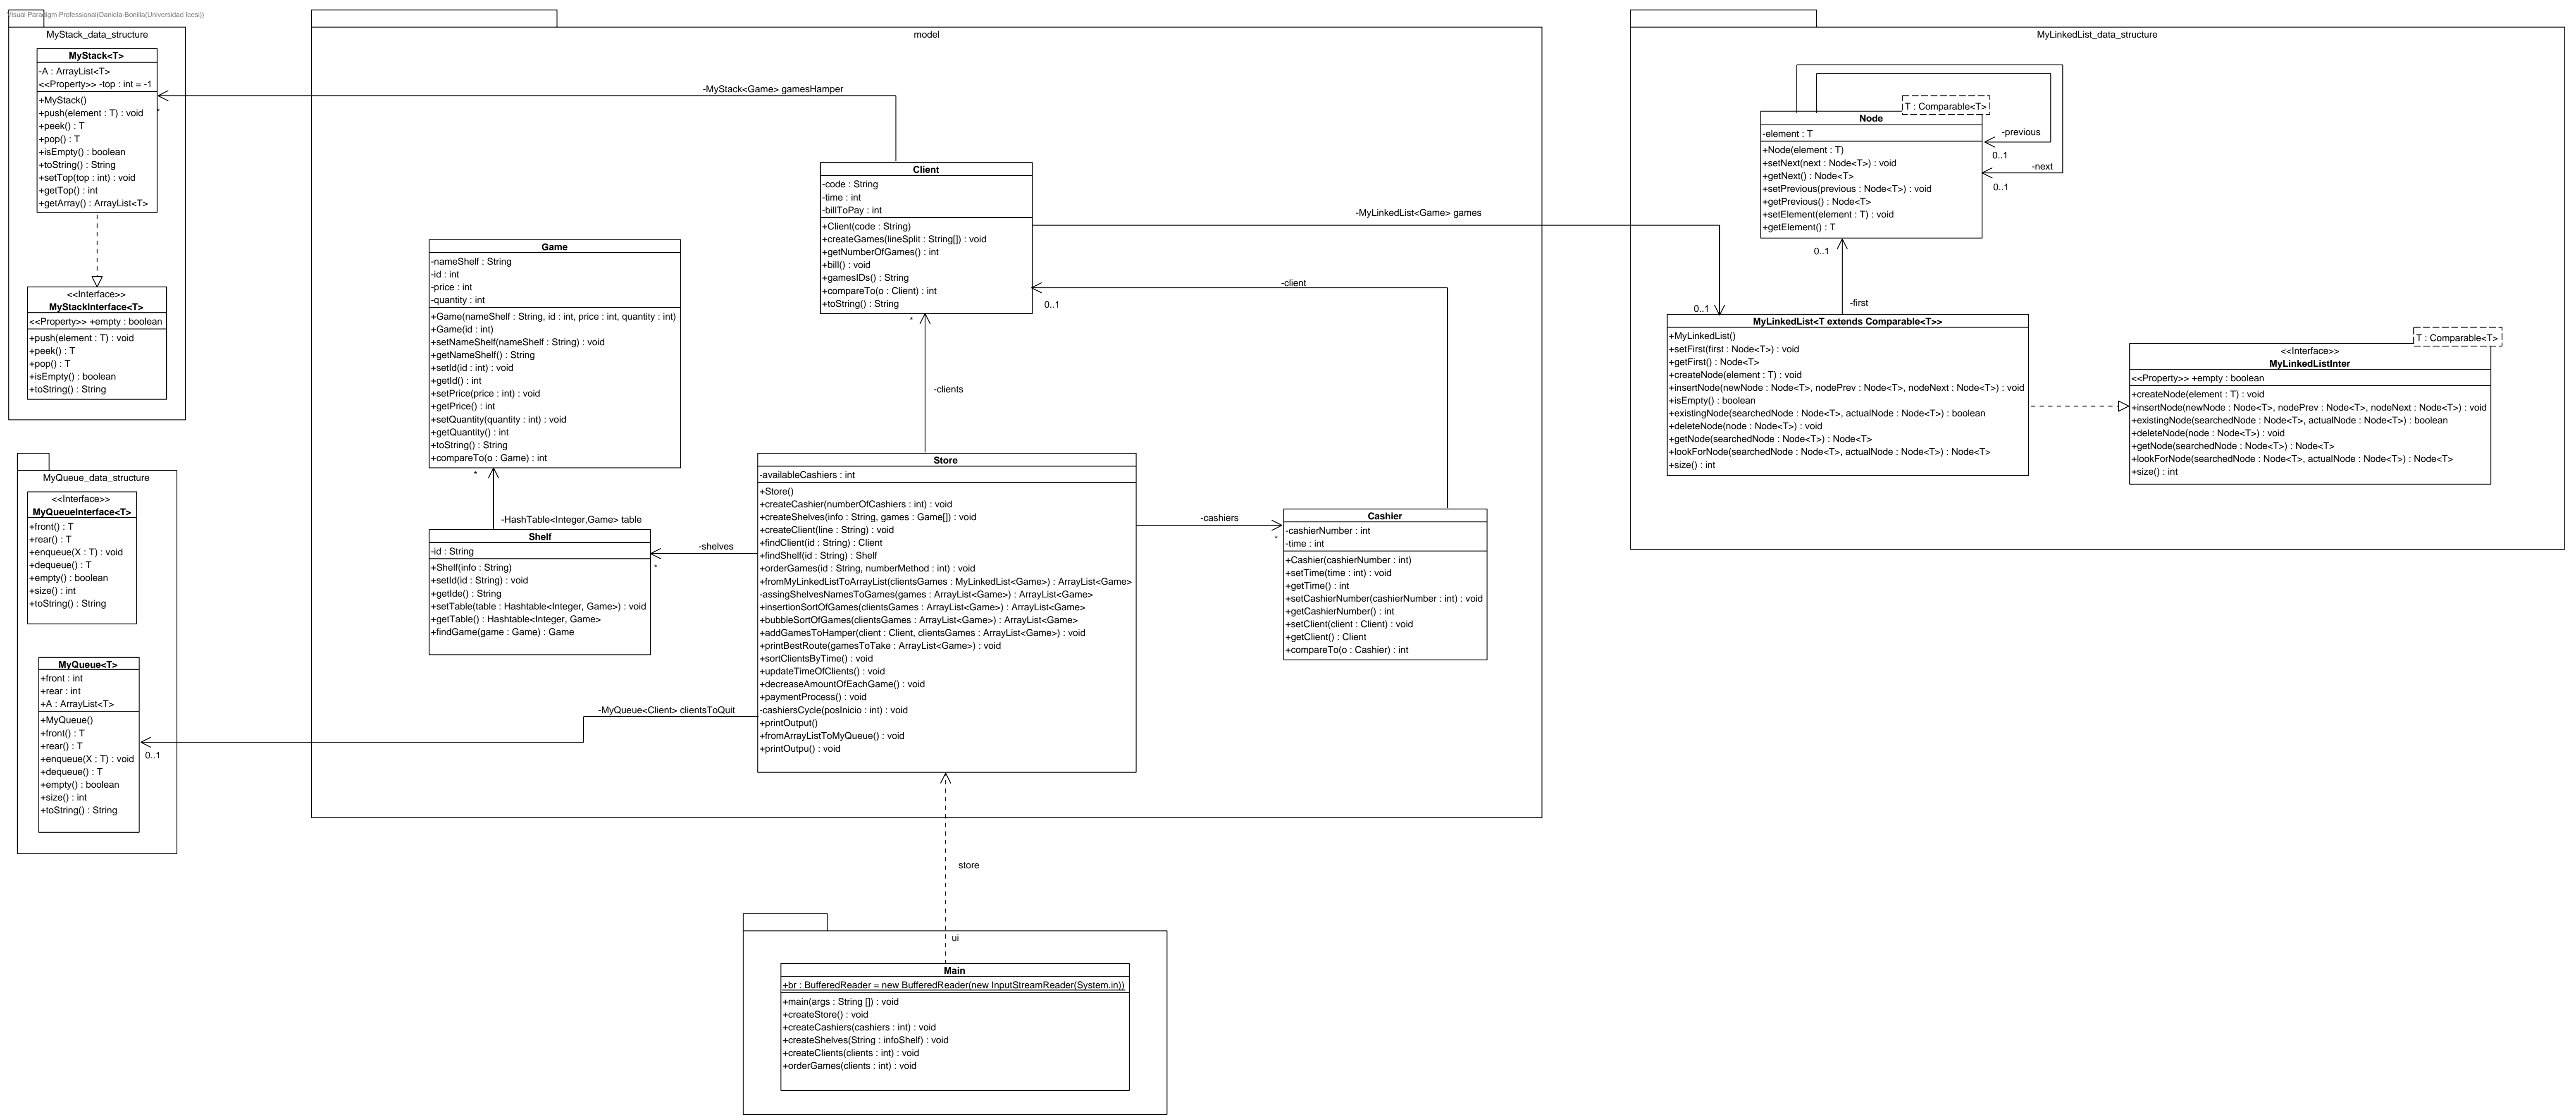 Visual Paradigm Professional(Daniela-Bonilla(Universidad Icesi))
MyStack_data_structure
MyStack<T>
-A : ArrayList<T>
<<Property>> -top : int = -1
+MyStack()
+push(element : T) : void
+peek() : T
+pop() : T
+isEmpty() : boolean
+toString() : String
+setTop(top : int) : void
+getTop() : int
+getArray() : ArrayList<T>
*
<<Interface>>
MyStackInterface<T>
<<Property>> +empty : boolean
+push(element : T) : void
+peek() : T
+pop() : T
+isEmpty() : boolean
+toString() : String
MyQueue_data_structure
<<Interface>>
MyQueueInterface<T>
+front() : T
+rear() : T
+enqueue(X : T) : void
+dequeue() : T
+empty() : boolean
+size() : int
+toString() : String
MyQueue<T>
+front : int
+rear : int
+A : ArrayList<T>
+MyQueue()
+front() : T
+rear() : T
+enqueue(X : T) : void
+dequeue() : T
+empty() : boolean
+size() : int
+toString() : String
0..1
model
-MyStack<Game> gamesHamper
Client
-code : String
-time : int
-billToPay : int
+Client(code : String)
+createGames(lineSplit : String[]) : void
+getNumberOfGames() : int
+bill() : void
+gamesIDs() : String
+compareTo(o : Client) : int
+toString() : String
-MyLinkedList<Game> games
-client
0..1
*
-clients
Game
-nameShelf : String
-id : int
-price : int
-quantity : int
+Game(nameShelf : String, id : int, price : int, quantity : int)
+Game(id : int)
+setNameShelf(nameShelf : String) : void
+getNameShelf() : String
+setId(id : int) : void
+getId() : int
+setPrice(price : int) : void
+getPrice() : int
+setQuantity(quantity : int) : void
+getQuantity() : int
+toString() : String
+compareTo(o : Game) : int
*
-HashTable<Integer,Game> table
Shelf
-id : String
+Shelf(info : String)
+setId(id : String) : void
+getIde() : String
+setTable(table : Hashtable<Integer, Game>) : void
+getTable() : Hashtable<Integer, Game>
+findGame(game : Game) : Game
-shelves
*
Store
-availableCashiers : int
+Store()
+createCashier(numberOfCashiers : int) : void
+createShelves(info : String, games : Game[]) : void
+createClient(line : String) : void
+findClient(id : String) : Client
+findShelf(id : String) : Shelf
+orderGames(id : String, numberMethod : int) : void
+fromMyLinkedListToArrayList(clientsGames : MyLinkedList<Game>) : ArrayList<Game>
-assingShelvesNamesToGames(games : ArrayList<Game>) : ArrayList<Game>
+insertionSortOfGames(clientsGames : ArrayList<Game>) : ArrayList<Game>
+bubbleSortOfGames(clientsGames : ArrayList<Game>) : ArrayList<Game>
+addGamesToHamper(client : Client, clientsGames : ArrayList<Game>) : void
+printBestRoute(gamesToTake : ArrayList<Game>) : void
+sortClientsByTime() : void
+updateTimeOfClients() : void
+decreaseAmountOfEachGame() : void
+paymentProcess() : void
-cashiersCycle(posInicio : int) : void
+printOutput()
+fromArrayListToMyQueue() : void
+printOutpu() : void
-MyQueue<Client> clientsToQuit
-cashiers
*
Cashier
-cashierNumber : int
-time : int
+Cashier(cashierNumber : int)
+setTime(time : int) : void
+getTime() : int
+setCashierNumber(cashierNumber : int) : void
+getCashierNumber() : int
+setClient(client : Client) : void
+getClient() : Client
+compareTo(o : Cashier) : int
store
ui
Main
+br : BufferedReader = new BufferedReader(new InputStreamReader(System.in))
+main(args : String []) : void
+createStore() : void
+createCashiers(cashiers : int) : void
+createShelves(String : infoShelf) : void
+createClients(clients : int) : void
+orderGames(clients : int) : void
MyLinkedList_data_structure
T : Comparable<T>
Node
-element : T
+Node(element : T)
+setNext(next : Node<T>) : void
+getNext() : Node<T>
+setPrevious(previous : Node<T>) : void
+getPrevious() : Node<T>
+setElement(element : T) : void
+getElement() : T
-previous
0..1
-next
0..1
0..1
-first
0..1
MyLinkedList<T extends Comparable<T>>
+MyLinkedList()
+setFirst(first : Node<T>) : void
+getFirst() : Node<T>
+createNode(element : T) : void
+insertNode(newNode : Node<T>, nodePrev : Node<T>, nodeNext : Node<T>) : void
+isEmpty() : boolean
+existingNode(searchedNode : Node<T>, actualNode : Node<T>) : boolean
+deleteNode(node : Node<T>) : void
+getNode(searchedNode : Node<T>) : Node<T>
+lookForNode(searchedNode : Node<T>, actualNode : Node<T>) : Node<T>
+size() : int
T : Comparable<T>
<<Interface>>
MyLinkedListInter
<<Property>> +empty : boolean
+createNode(element : T) : void
+insertNode(newNode : Node<T>, nodePrev : Node<T>, nodeNext : Node<T>) : void
+existingNode(searchedNode : Node<T>, actualNode : Node<T>) : boolean
+deleteNode(node : Node<T>) : void
+getNode(searchedNode : Node<T>) : Node<T>
+lookForNode(searchedNode : Node<T>, actualNode : Node<T>) : Node<T>
+size() : int